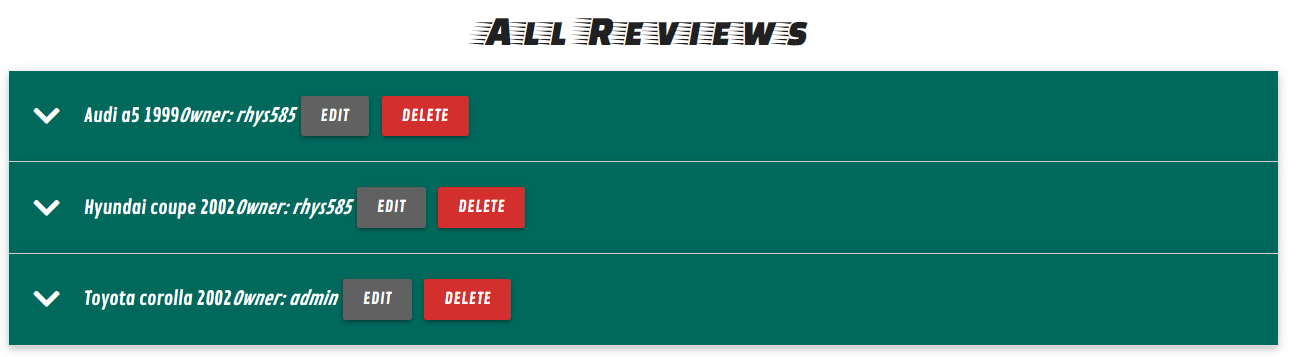 All Reviews
Audi a5 1999Owner: rhys585 EDIT DELETE
Hyundai coupe 2002Owner: rhys585 EDIT DELETE
Toyota corolla 2002Owner: admin EDIT DELETE